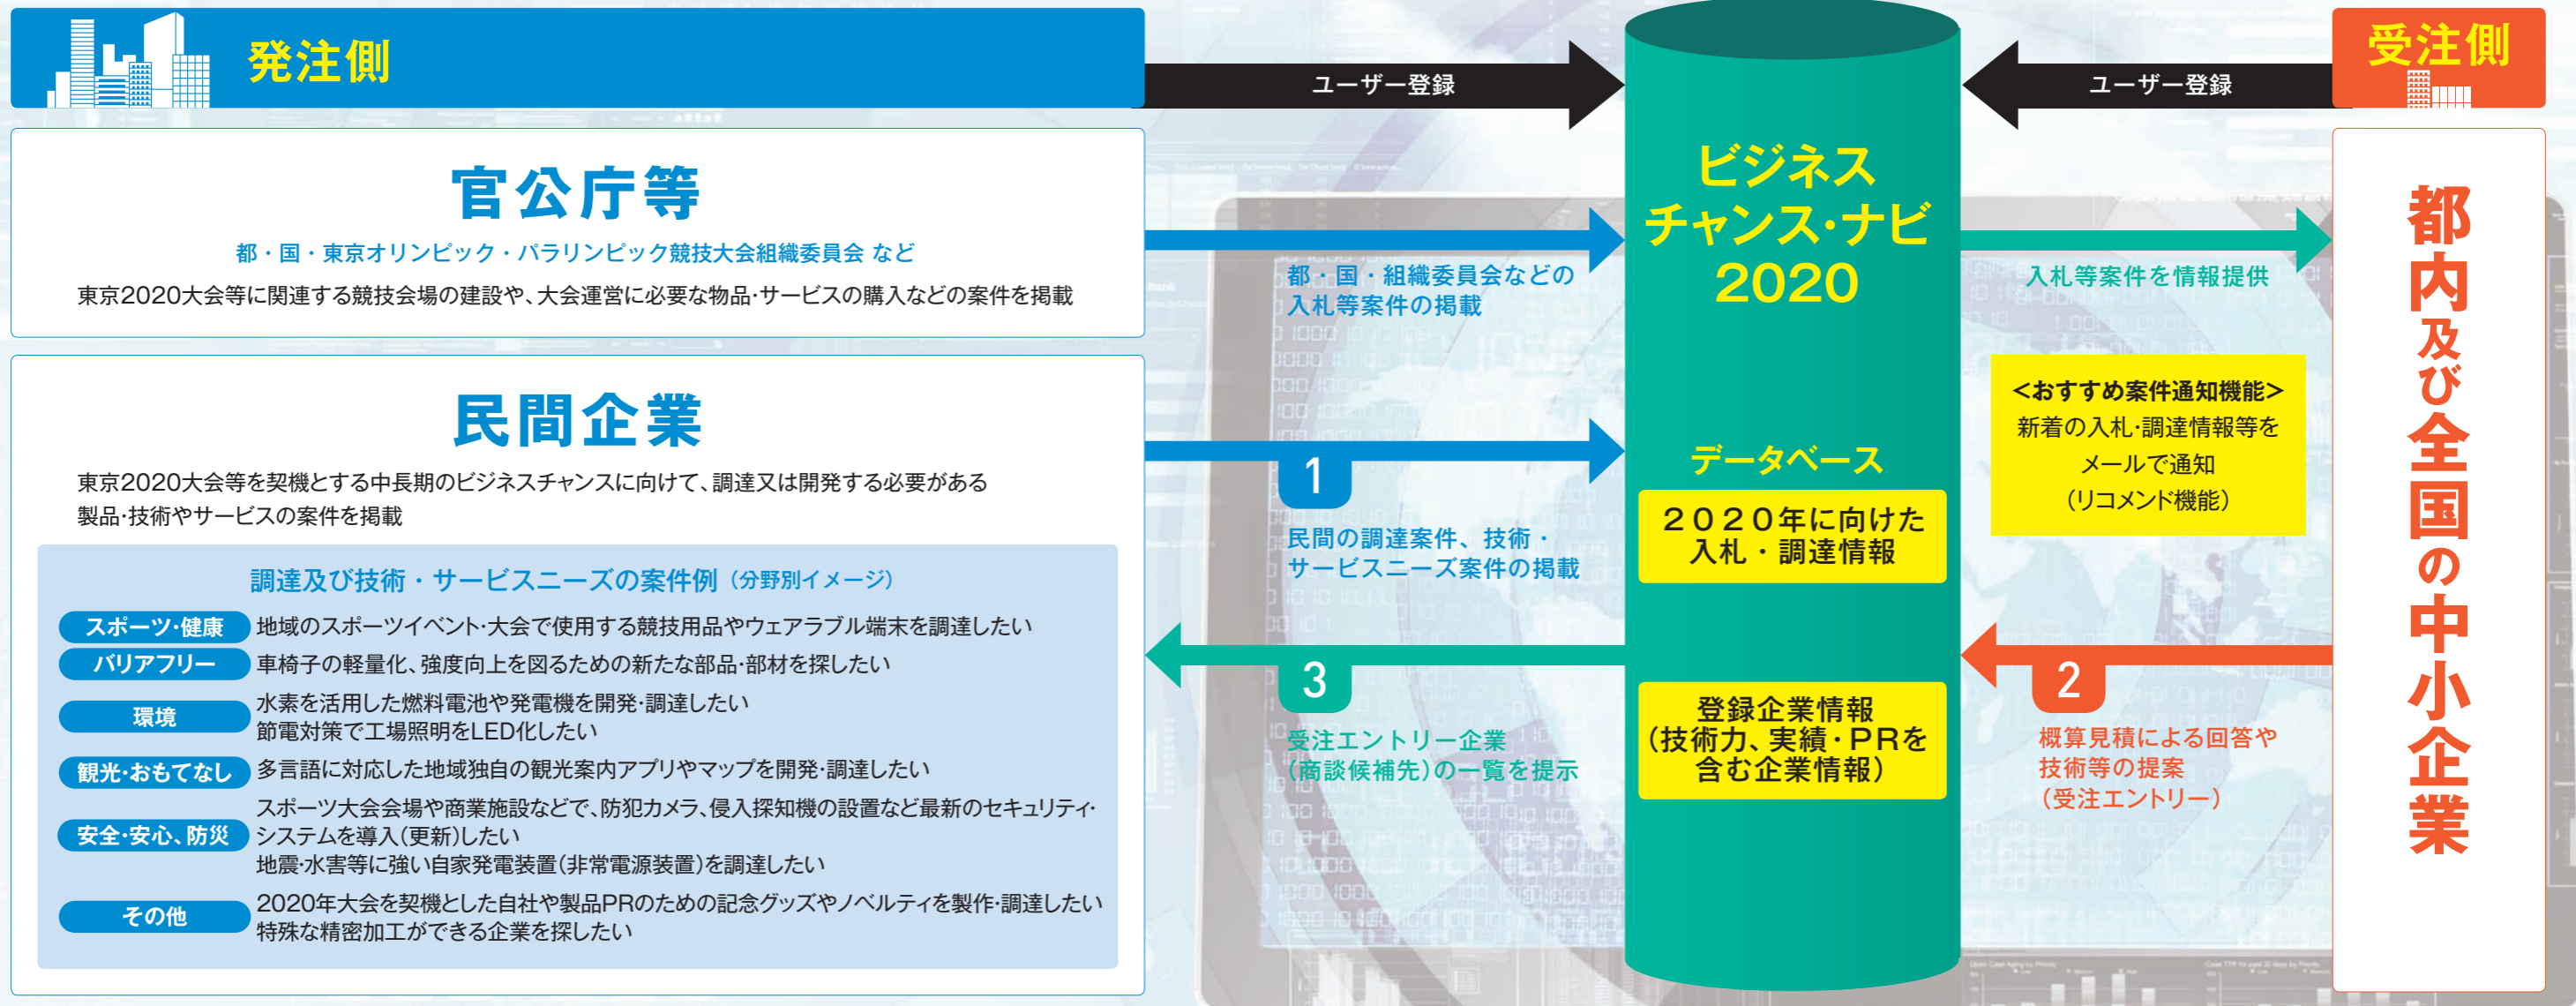 発注側
ユーザー登録
ユーザー登録
受注側
官公庁等
都・国・東京オリンピック・パラリンピック競技大会組織委員会 など
東京2020大会等に関連する競技会場の建設や、大会運営に必要な物品・サービスの購入などの案件を掲載
民間企業
東京2020大会等を契機とする中長期のビジネスチャンスに向けて、調達又は開発する必要がある
製品・技術やサービスの案件を掲載
調達及び技術・サービスニーズの案件例（分野別イメージ）
スポーツ・健康 地域のスポーツイベント・大会で使用する競技用品やウェアラブル端末を調達したい
バリアフリー 車椅子の軽量化、強度向上を図るための新たな部品・部材を探したい
環境
水素を活用した燃料電池や発電機を開発・調達したい
節電対策で工場照明をLED化したい
観光・おもてなし 多言語に対応した地域独自の観光案内アプリやマップを開発・調達したい
安全・安心、防災
スポーツ大会会場や商業施設などで、防犯カメラ、侵入探知機の設置など最新のセキュリティ・
システムを導入（更新）したい
地震・水害等に強い自家発電装置（非常電源装置）を調達したい
その他
2020年大会を契機とした自社や製品PRのための記念グッズやノベルティを製作・調達したい
特殊な精密加工ができる企業を探したい
都・国・組織委員会などの
入札等案件の掲載
1
民間の調達案件、技術・
サービスニーズ案件の掲載
3
受注エントリー企業
（商談候補先）の一覧を提示
ビジネス
チャンス・ナビ
2020
データベース
２０２０年に向けた
入札・調達情報
登録企業情報
（技術力、実績・PRを
含む企業情報）
入札等案件を情報提供
＜おすすめ案件通知機能＞
新着の入札・調達情報等を
メールで通知
（リコメンド機能）
2
概算見積による回答や
技術等の提案
（受注エントリー）
都内及び全国の中小企業